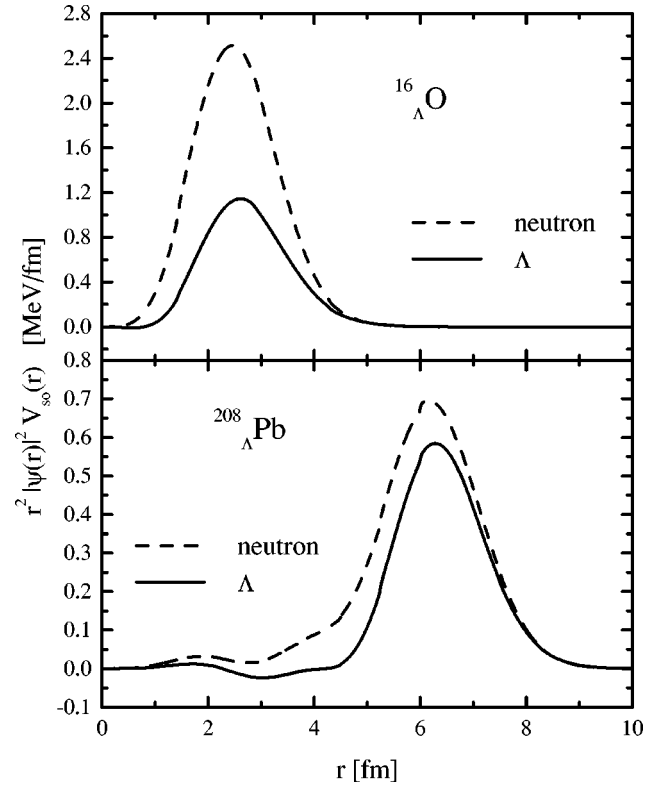 2.8
2.4
2.0
1.6
1.2
0.8
0.4
0.0
¹⁶ΛO
neutron
Λ
r² |ψ(r)|² Vso(r) [MeV/fm]
0.8
0.7
0.6
0.5
0.4
0.3
0.2
0.1
0.0
-0.1
²⁰⁸ΛPb
neutron
Λ
0 2 4 6 8 10
r [fm]